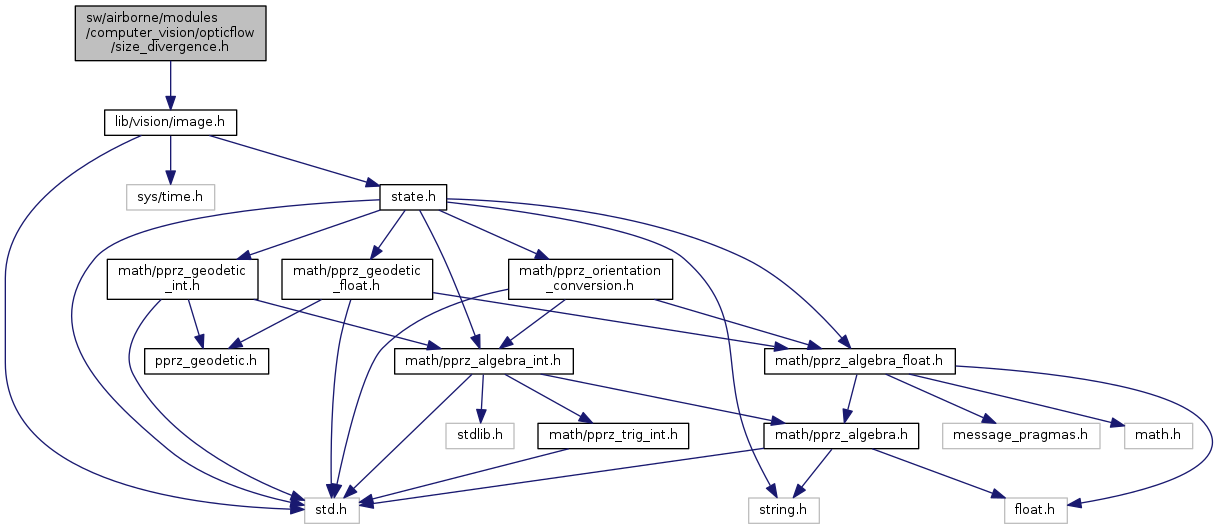 sw/airborne/modules
/computer_vision/opticflow
/size_divergence.h
lib/vision/image.h
sys/time.h
state.h
math/pprz_geodetic
_int.h
math/pprz_geodetic
_float.h
math/pprz_orientation
_conversion.h
pprz_geodetic.h
math/pprz_algebra_int.h
math/pprz_algebra_float.h
stdlib.h
math/pprz_trig_int.h
math/pprz_algebra.h
message_pragmas.h
math.h
std.h
string.h
float.h